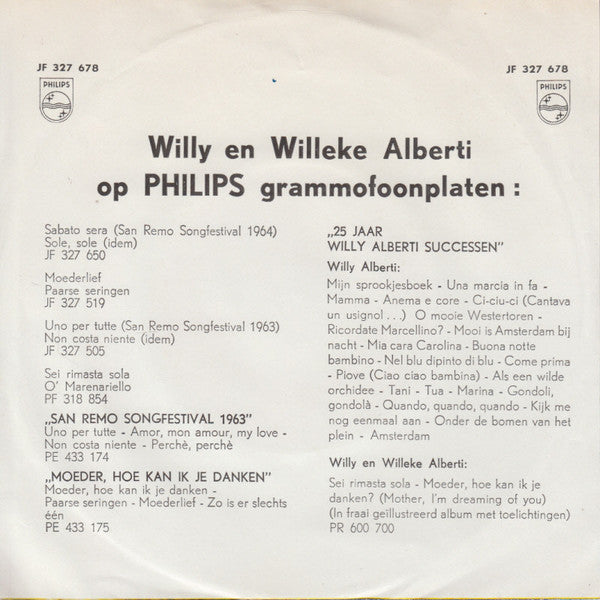 JF 327 678
JF 327 678
PHILIPS
PHILIPS
Willy en Willeke Alberti
op PHILIPS grammofoonplaten :
Sabato sera (San Remo Songfestival 1964)
Sole, sole (idem)
JF 327 650
Moederlief
Paarse seringen
JF 327 519
Uno per tutte (San Remo Songfestival 1963)
Non costa niente (idem)
JF 327 505
Sei rimasta sola
O' Marenariello
PF 318 854
„SAN REMO SONGFESTIVAL 1963”
Uno per tutte - Amor, mon amour, my love -
Non costa niente - Perchè, perchè
PE 433 174
„MOEDER, HOE KAN IK JE DANKEN”
Moeder, hoe kan ik je danken -
Paarse seringen - Moederlief - Zo is er slechts
één
PE 433 175
„25 JAAR
WILLY ALBERTI SUCCESSEN”
Willy Alberti:
Mijn sprookjesboek - Una marcia in fa -
Mamma - Anema e core - Ci-ciu-ci (Cantava
un usignol . . .) O mooie Westertoren -
Ricordate Marcellino? - Mooi is Amsterdam bij
nacht - Mia cara Carolina - Buona notte
bambino - Nel blu dipinto di blu - Come prima
- Piove (Ciao ciao bambina) - Als een wilde
orchidee - Tani - Tua - Marina - Gondoli,
gondolà - Quando, quando, quando - Kijk me
nog eenmaal aan - Onder de bomen van het
plein - Amsterdam
Willy en Willeke Alberti:
Sei rimasta sola - Moeder, hoe kan ik je
danken? (Mother, I'm dreaming of you)
(In fraai geïllustreerd album met toelichtingen)
PR 600 700